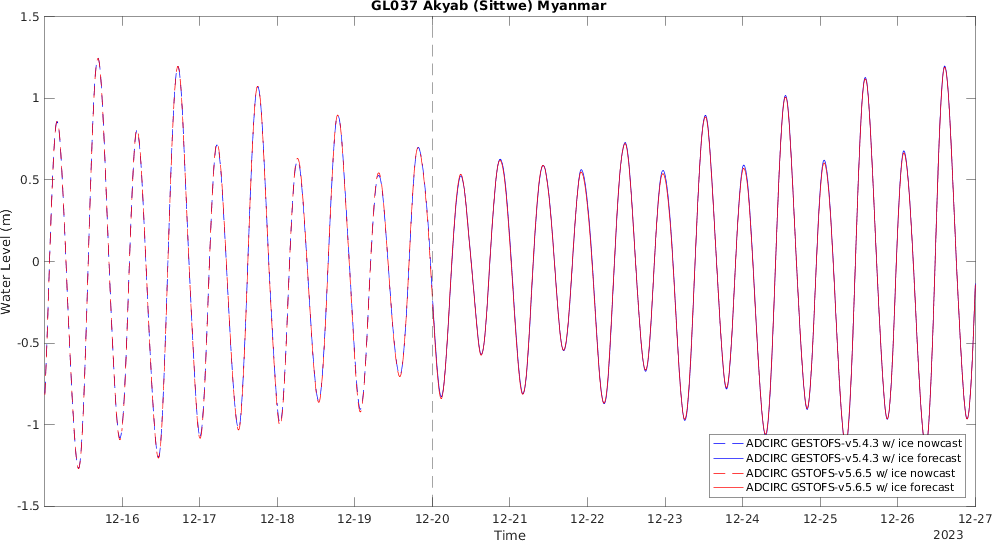 GL037 Akyab (Sittwe) Myanmar
1.5
1
0.5
0
-0.5
-1
-1.5
Water Level (m)
ADCIRC GESTOFS-v5.4.3 w/ ice nowcast
ADCIRC GESTOFS-v5.4.3 w/ ice forecast
ADCIRC GSTOFS-v5.6.5 w/ ice nowcast
ADCIRC GSTOFS-v5.6.5 w/ ice forecast
12-16 12-17 12-18 12-19 12-20 12-21 12-22 12-23 12-24 12-25 12-26 12-27
Time
2023